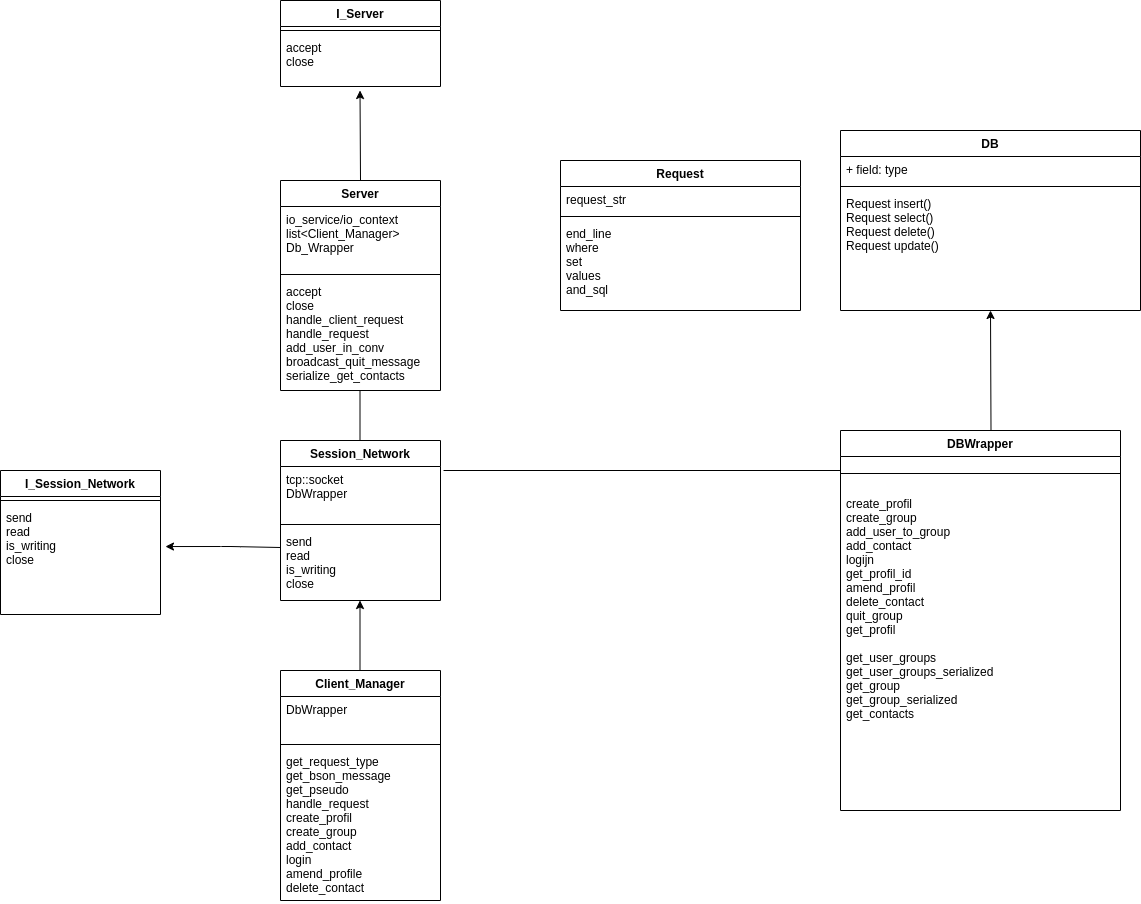 I_Server
accept
close
Server
io_service/io_context
list<Client_Manager>
Db_Wrapper
accept
close
handle_client_request
handle_request
add_user_in_conv
broadcast_quit_message
serialize_get_contacts
Request
request_str
end_line
where
set
values
and_sql
DB
+ field: type
Request insert()
Request select()
Request delete()
Request update()
I_Session_Network
send
read
is_writing
close
Session_Network
tcp::socket
DbWrapper
send
read
is_writing
close
DBWrapper
create_profil
create_group
add_user_to_group
add_contact
logijn
get_profil_id
amend_profil
delete_contact
quit_group
get_profil
get_user_groups
get_user_groups_serialized
get_group
get_group_serialized
get_contacts
Client_Manager
DbWrapper
get_request_type
get_bson_message
get_pseudo
handle_request
create_profil
create_group
add_contact
login
amend_profile
delete_contact